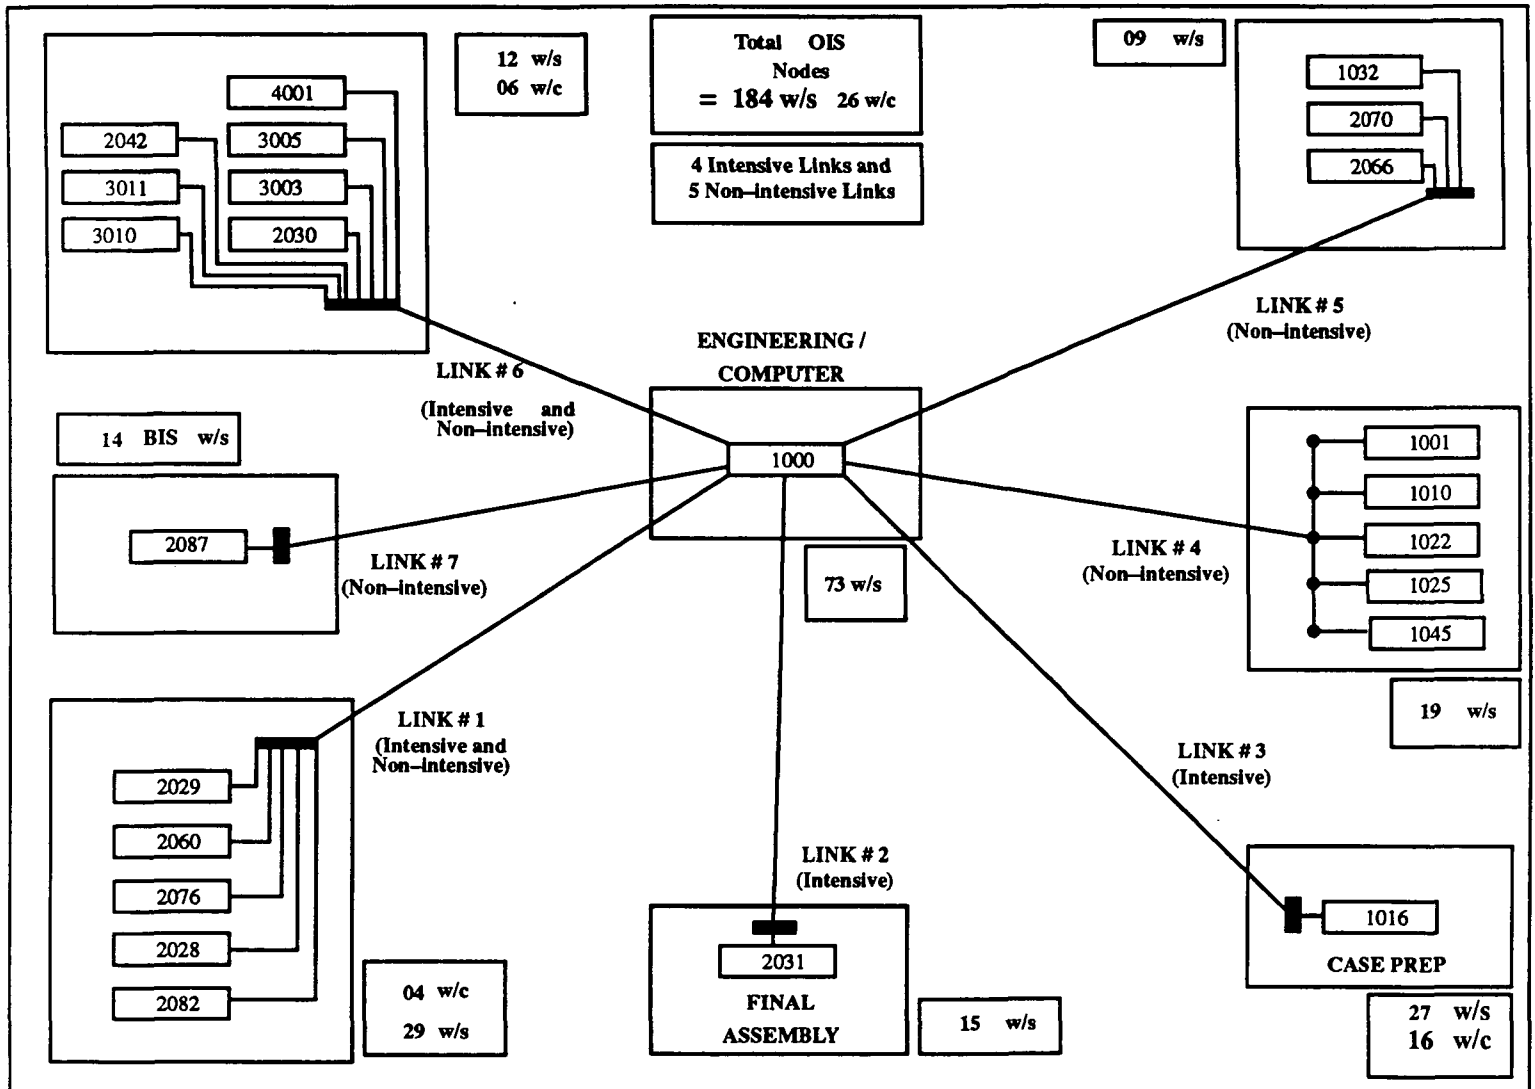 12 w/s
06 w/c
4001
2042
3005
3011
3003
3010
2030
Total OIS
Nodes
= 184 w/s 26 w/c
4 Intensive Links and
5 Non–intensive Links
09 w/s
1032
2070
2066
LINK # 5
(Non–intensive)
ENGINEERING /
COMPUTER
1000
73 w/s
LINK # 6
(Intensive and
Non–intensive)
14 BIS w/s
2087
LINK # 7
(Non–intensive)
LINK # 4
(Non–intensive)
1001
1010
1022
1025
1045
19 w/s
LINK # 1
(Intensive and
Non–intensive)
2029
2060
2076
2028
2082
04 w/c
29 w/s
LINK # 2
(Intensive)
2031
FINAL
ASSEMBLY
15 w/s
LINK # 3
(Intensive)
1016
CASE PREP
27 w/s
16 w/c